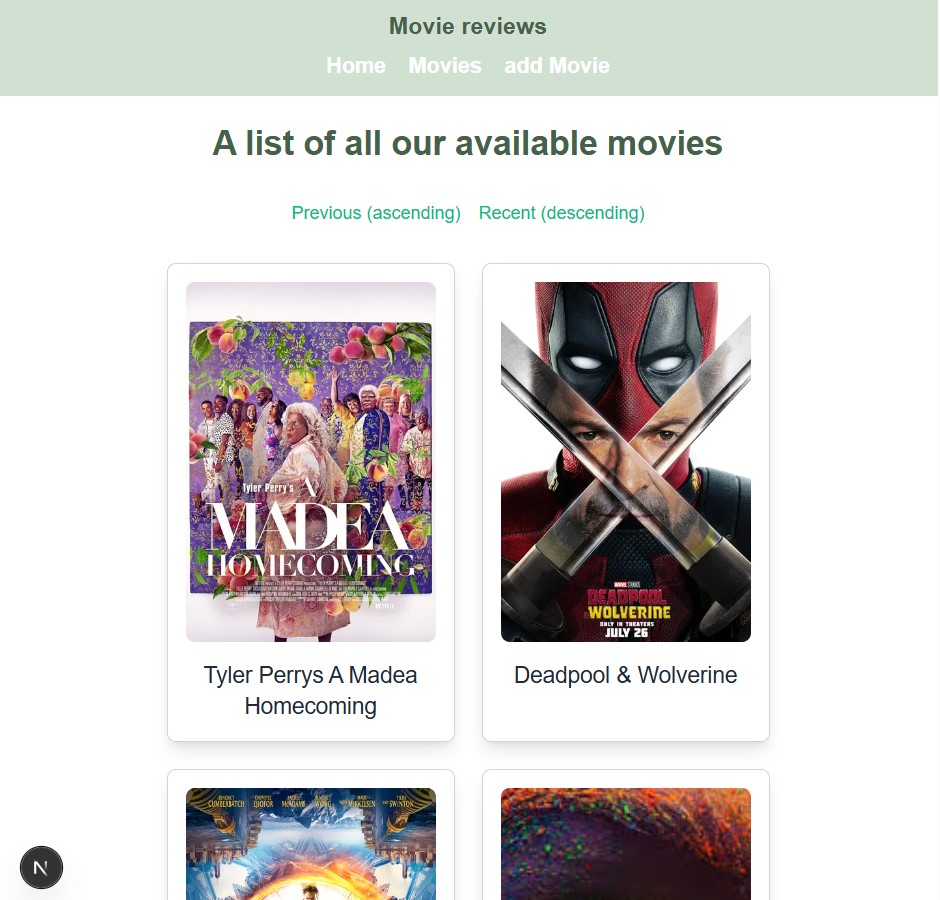 Movie reviews
Home Movies add Movie
A list of all our available movies
Previous (ascending) Recent (descending)
Tyler Perry's A
MADEA
HOMECOMING
MARVEL STUDIOS
DEADPOOL
& WOLVERINE
ONLY IN THEATERS
JULY 26
Tyler Perrys A Madea
Homecoming
Deadpool & Wolverine
BENEDICT CUMBERBATCH CHIWETEL EJIOFOR RACHEL McADAMS BENEDICT WONG MADS MIKKELSEN AND TILDA SWINTON
N